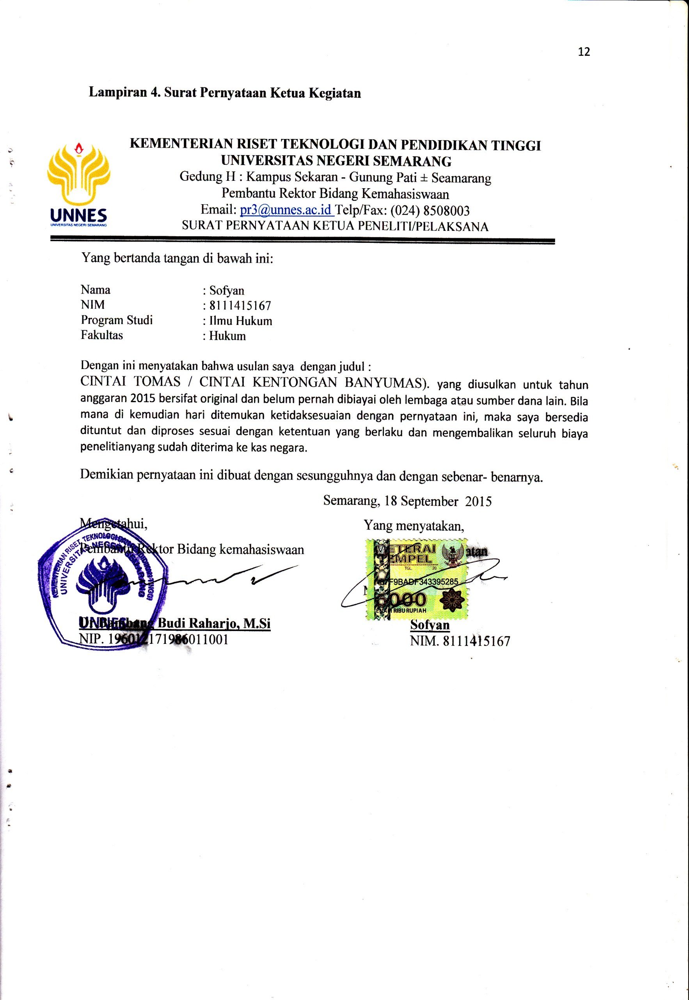 12
Lampiran 4. Surat Pernyataan Ketua Kegiatan
KEMENTERIAN RISET TEKNOLOGI DAN PENDIDIKAN TINGGI
UNIVERSITAS NEGERI SEMARANG
Gedung H : Kampus Sekaran - Gunung Pati ± Seamarang
Pembantu Rektor Bidang Kemahasiswaan
Email: pr3@unnes.ac.id Telp/Fax: (024) 8508003
SURAT PERNYATAAN KETUA PENELITI/PELAKSANA
UNNES
UNIVERSITAS NEGERI SEMARANG
Yang bertanda tangan di bawah ini:
Nama : Sofyan
NIM : 8111415167
Program Studi : Ilmu Hukum
Fakultas : Hukum
Dengan ini menyatakan bahwa usulan saya dengan judul :
CINTAI TOMAS / CINTAI KENTONGAN BANYUMAS). yang diusulkan untuk tahun
anggaran 2015 bersifat original dan belum pernah dibiayai oleh lembaga atau sumber dana lain. Bila
mana di kemudian hari ditemukan ketidaksesuaian dengan pernyataan ini, maka saya bersedia
dituntut dan diproses sesuai dengan ketentuan yang berlaku dan mengembalikan seluruh biaya
penelitianyang sudah diterima ke kas negara.
Demikian pernyataan ini dibuat dengan sesungguhnya dan dengan sebenar- benarnya.
Semarang, 18 September 2015
Mengetahui,
Pembantu Rektor Bidang kemahasiswaan
KEMENTERIAN RISET TEKNOLOGI DAN PENDIDIKAN TINGGI
UNIVERSITAS NEGERI SEMARANG
UNNES
Dr Bambang Budi Raharjo, M.Si
NIP. 196012171986011001
Yang menyatakan,
METERAI
TEMPEL
TGL. 20
F9BADF343395285
6000
ENAM RIBU RUPIAH
Sofyan
NIM. 8111415167